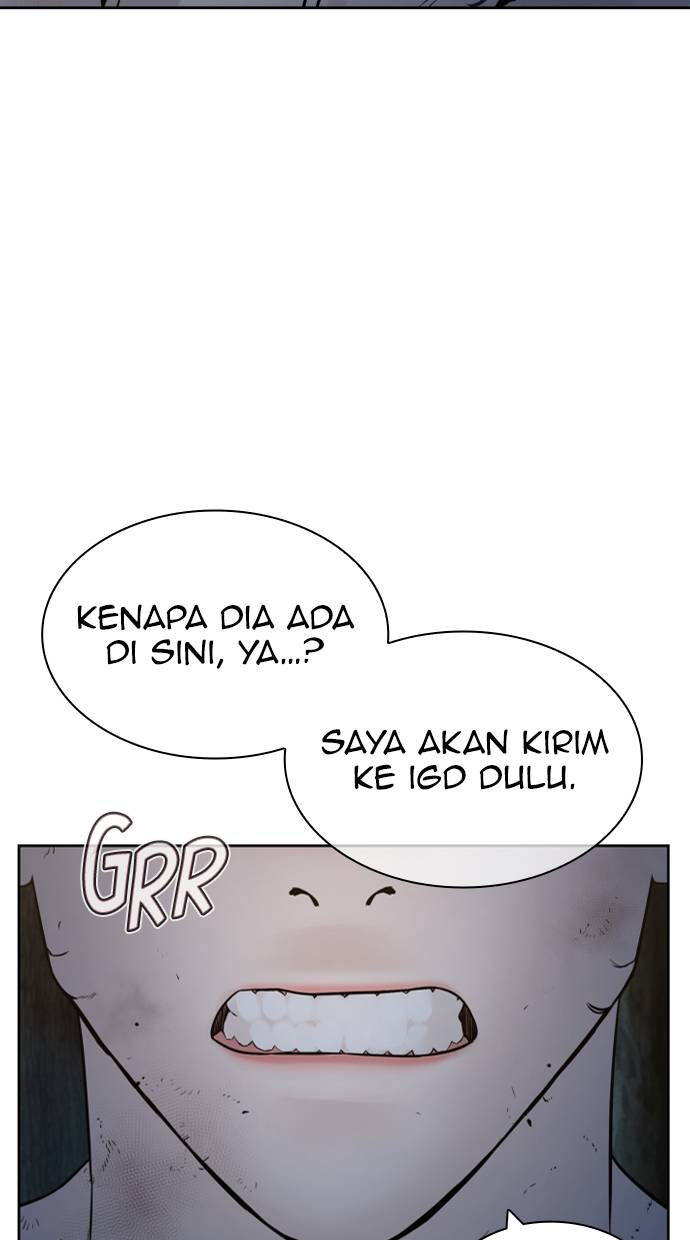 KENAPA DIA ADA
DI SINI, YA...?
SAYA AKAN KIRIM
KE IGD DULU.
GRR